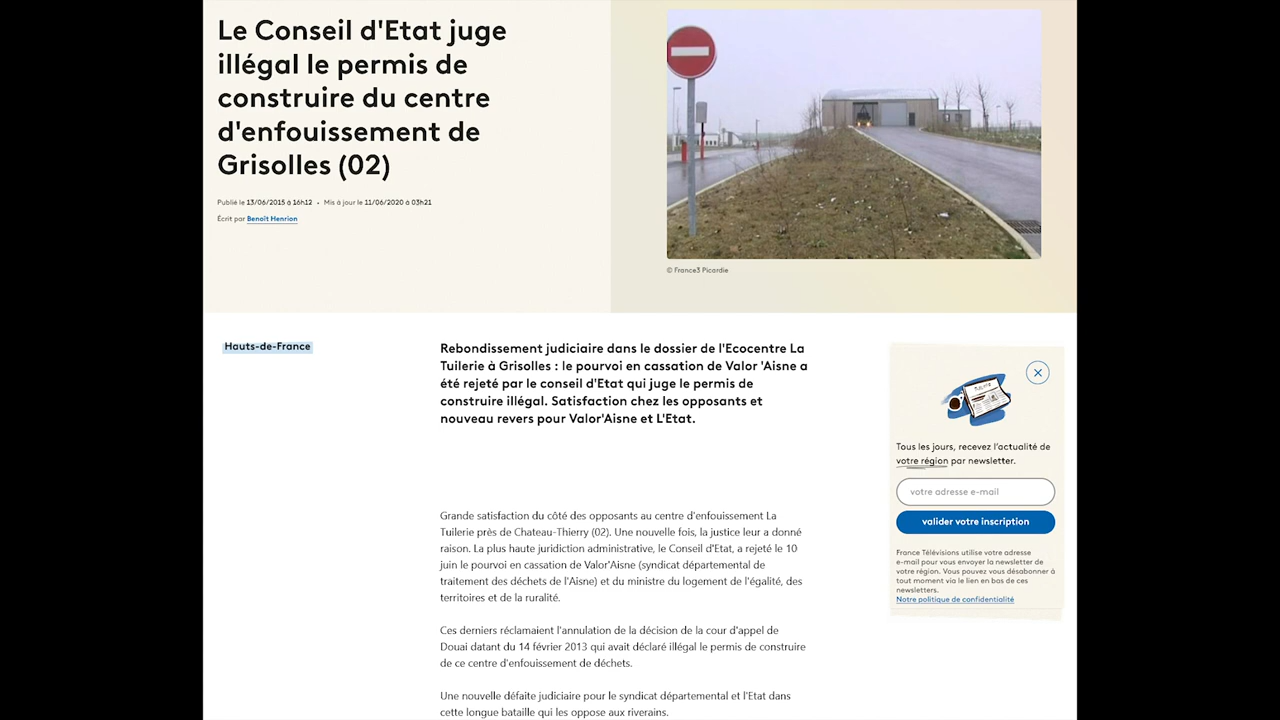 Le Conseil d'Etat juge
illégal le permis de
construire du centre
d'enfouissement de
Grisolles (02)
Publié le 13/06/2015 à 16h12 • Mis à jour le 11/06/2020 à 03h21
Écrit par Benoît Henrion
© France3 Picardie
Hauts-de-France
Rebondissement judiciaire dans le dossier de l'Ecocentre La
Tuilerie à Grisolles : le pourvoi en cassation de Valor 'Aisne a
été rejeté par le conseil d'Etat qui juge le permis de
construire illégal. Satisfaction chez les opposants et
nouveau revers pour Valor'Aisne et L'Etat.
Grande satisfaction du côté des opposants au centre d'enfouissement La
Tuilerie près de Chateau-Thierry (02). Une nouvelle fois, la justice leur a donné
raison. La plus haute juridiction administrative, le Conseil d'Etat, a rejeté le 10
juin le pourvoi en cassation de Valor'Aisne (syndicat départemental de
traitement des déchets de l'Aisne) et du ministre du logement de l'égalité, des
territoires et de la ruralité.
Ces derniers réclamaient l'annulation de la décision de la cour d'appel de
Douai datant du 14 février 2013 qui avait déclaré illégal le permis de construire
de ce centre d'enfouissement de déchets.
Une nouvelle défaite judiciaire pour le syndicat départemental et l'Etat dans
cette longue bataille qui les oppose aux riverains.
Tous les jours, recevez l'actualité de
votre région par newsletter.
votre adresse e-mail
valider votre inscription
France Télévisions utilise votre adresse
e-mail pour vous envoyer la newsletter de
votre région. Vous pouvez vous désabonner à
tout moment via le lien en bas de ces
newsletters.
Notre politique de confidentialité